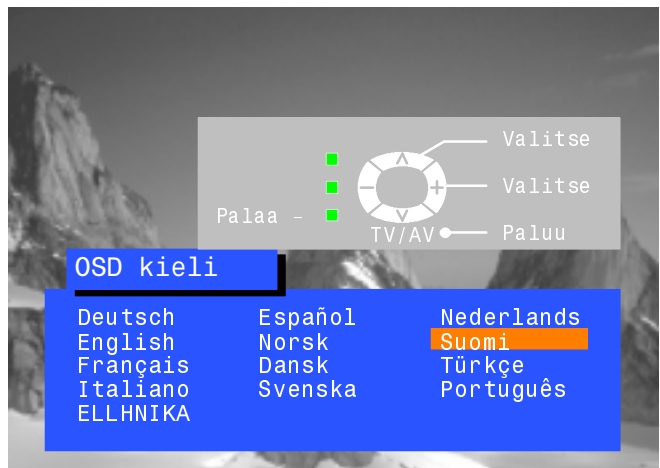 Valitse
Valitse
Palaa –
TV/AV Paluu
OSD kieli
Deutsch Español Nederlands
English Norsk Suomi
Français Dansk Türkçe
Italiano Svenska Português
ELLHNIKA